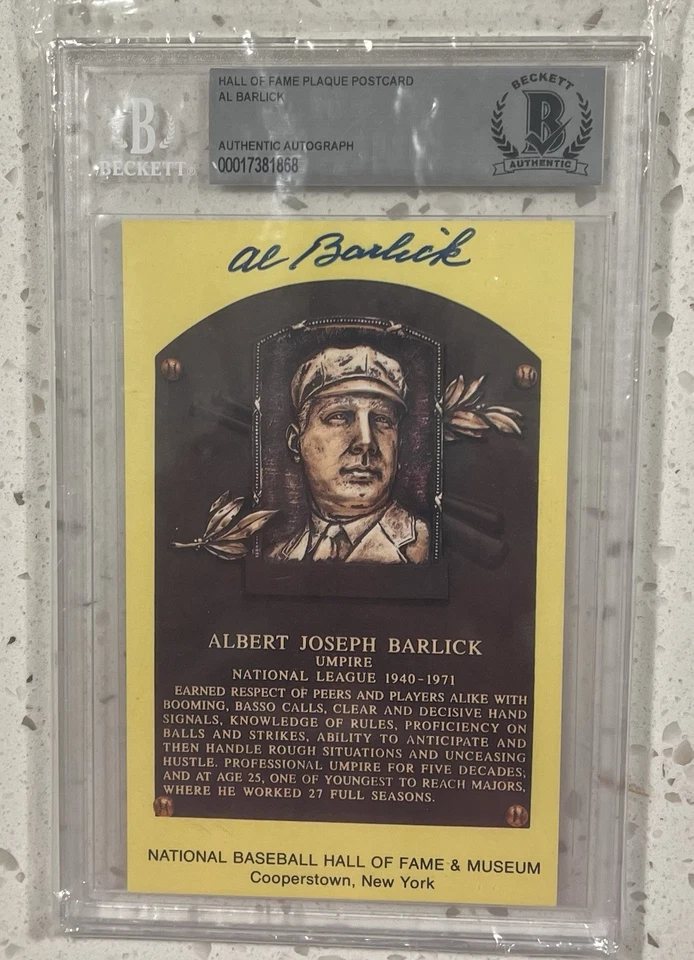 HALL OF FAME PLAQUE POSTCARD
AL BARLICK
AUTHENTIC AUTOGRAPH
00017381868
B
BECKETT
BECKETT
B
AUTHENTIC
Al Barlick
ALBERT JOSEPH BARLICK
UMPIRE
NATIONAL LEAGUE 1940-1971
EARNED RESPECT OF PEERS AND PLAYERS ALIKE WITH
BOOMING, BASSO CALLS, CLEAR AND DECISIVE HAND
SIGNALS, KNOWLEDGE OF RULES, PROFICIENCY ON
BALLS AND STRIKES, ABILITY TO ANTICIPATE AND
THEN HANDLE ROUGH SITUATIONS AND UNCEASING
HUSTLE. PROFESSIONAL UMPIRE FOR FIVE DECADES;
AND AT AGE 25, ONE OF YOUNGEST TO REACH MAJORS,
WHERE HE WORKED 27 FULL SEASONS.
NATIONAL BASEBALL HALL OF FAME & MUSEUM
Cooperstown, New York